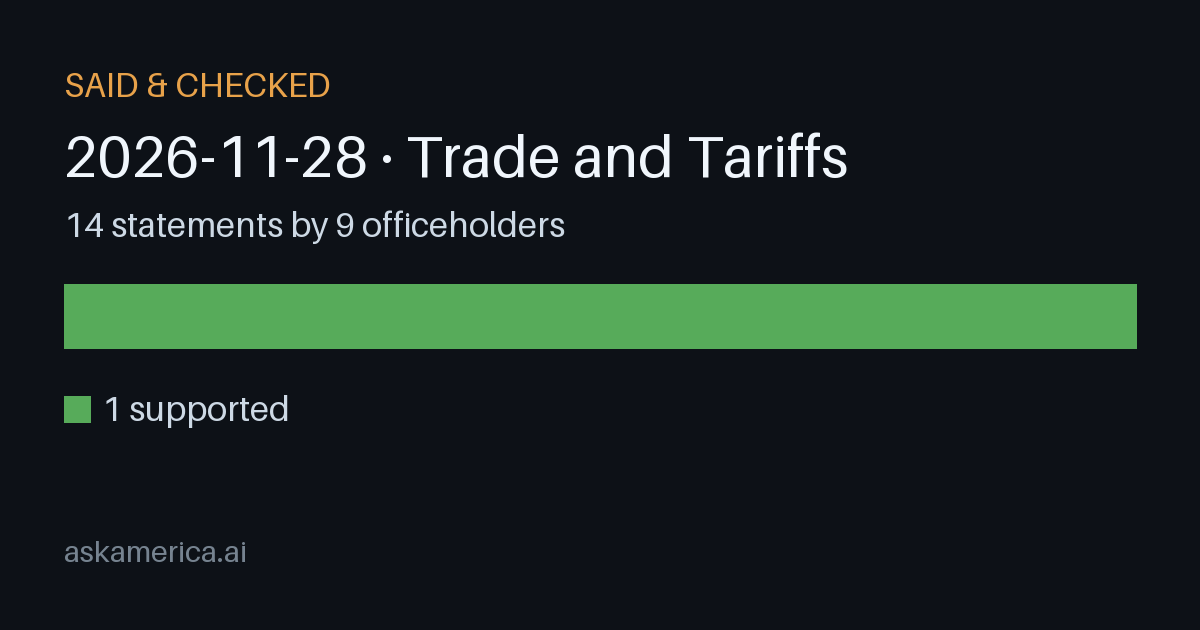 SAID & CHECKED
2026-11-28 · Trade and Tariffs
14 statements by 9 officeholders
1 supported
askamerica.ai